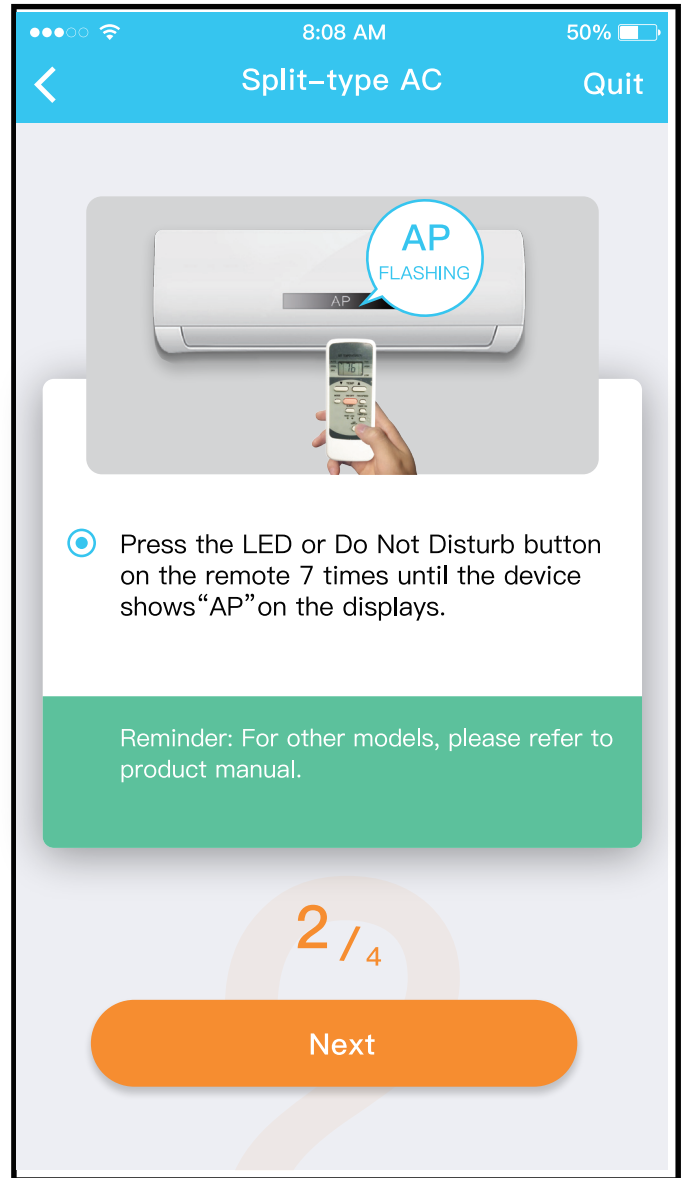 8:08 AM
50%
Split-type AC
Quit
AP
FLASHING
AP
Press the LED or Do Not Disturb button
on the remote 7 times until the device
shows“AP”on the displays.
Reminder: For other models, please refer to
product manual.
2/4
Next